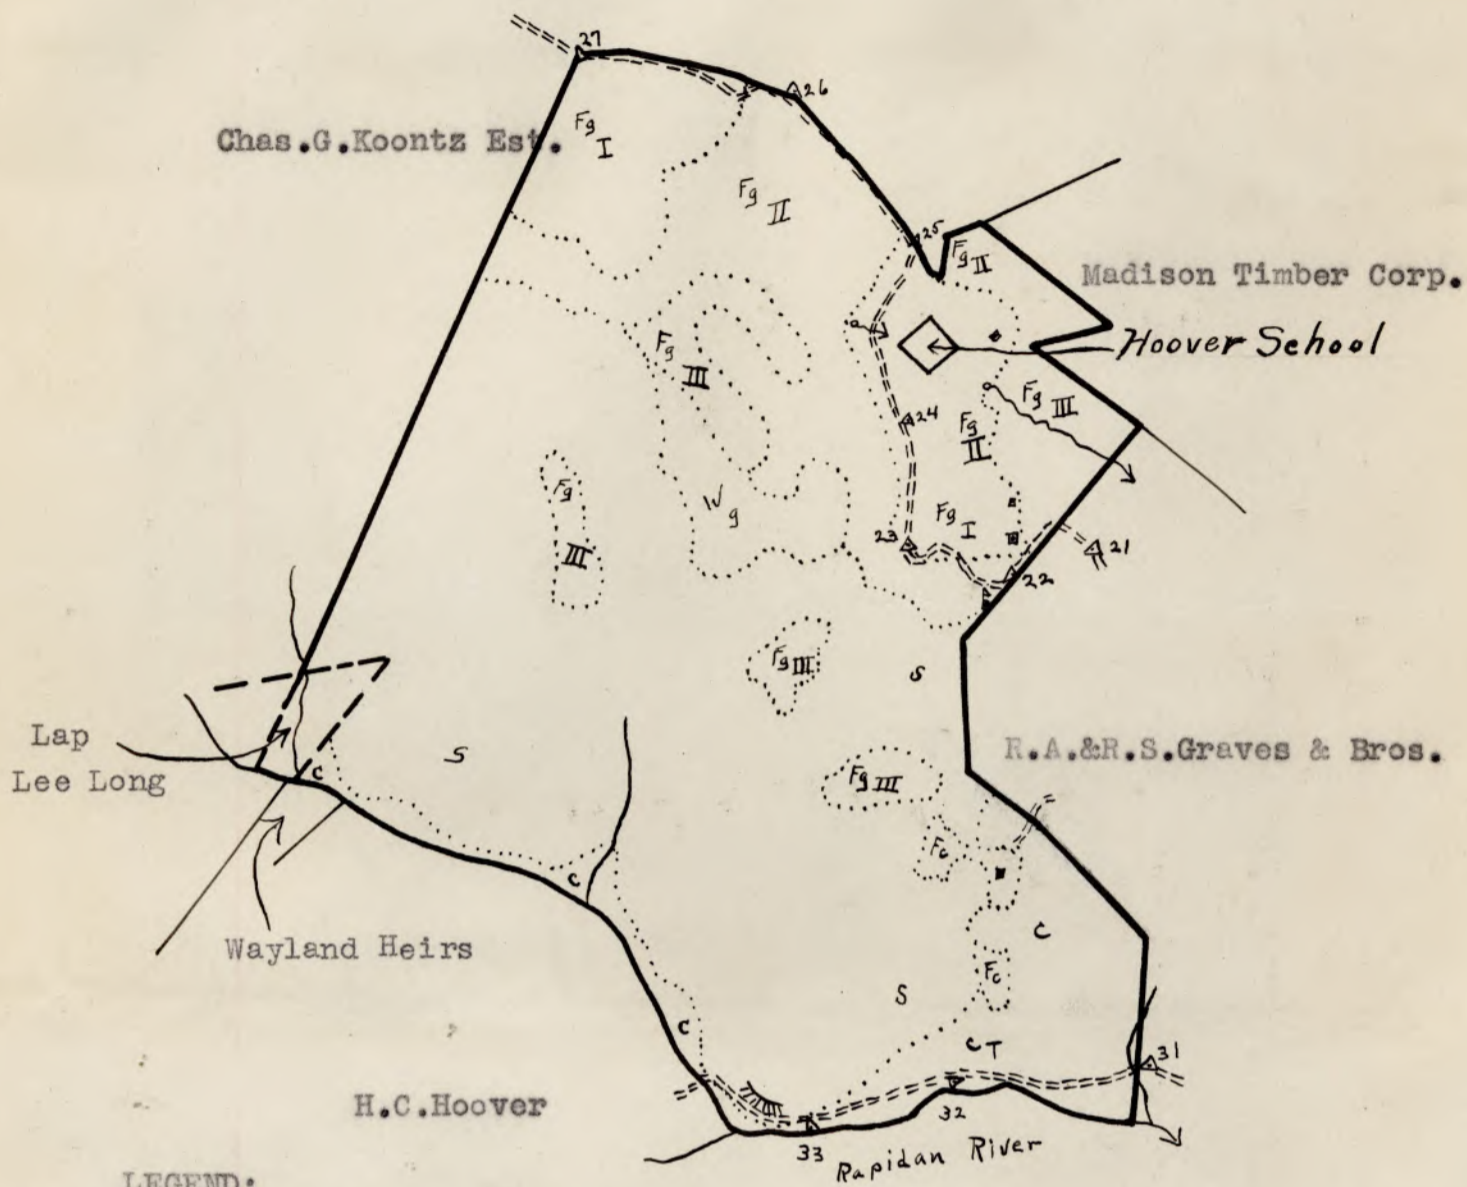 27
26
Chas.G.Koontz Est.
Fg
I
Fg
II
25
Fg II
Madison Timber Corp.
Hoover School
Fg
III
Fg III
24
Fg
II
Fg
III
Wg
Fg
I
23
21
22
Fg III
S
Lap
Lee Long
S
C
R.A.&R.S.Graves & Bros.
Fg III
Fc
C
C
Wayland Heirs
Fc
S
C
C T
31
H.C.Hoover
32
33
Rapidan River
LEGEND: